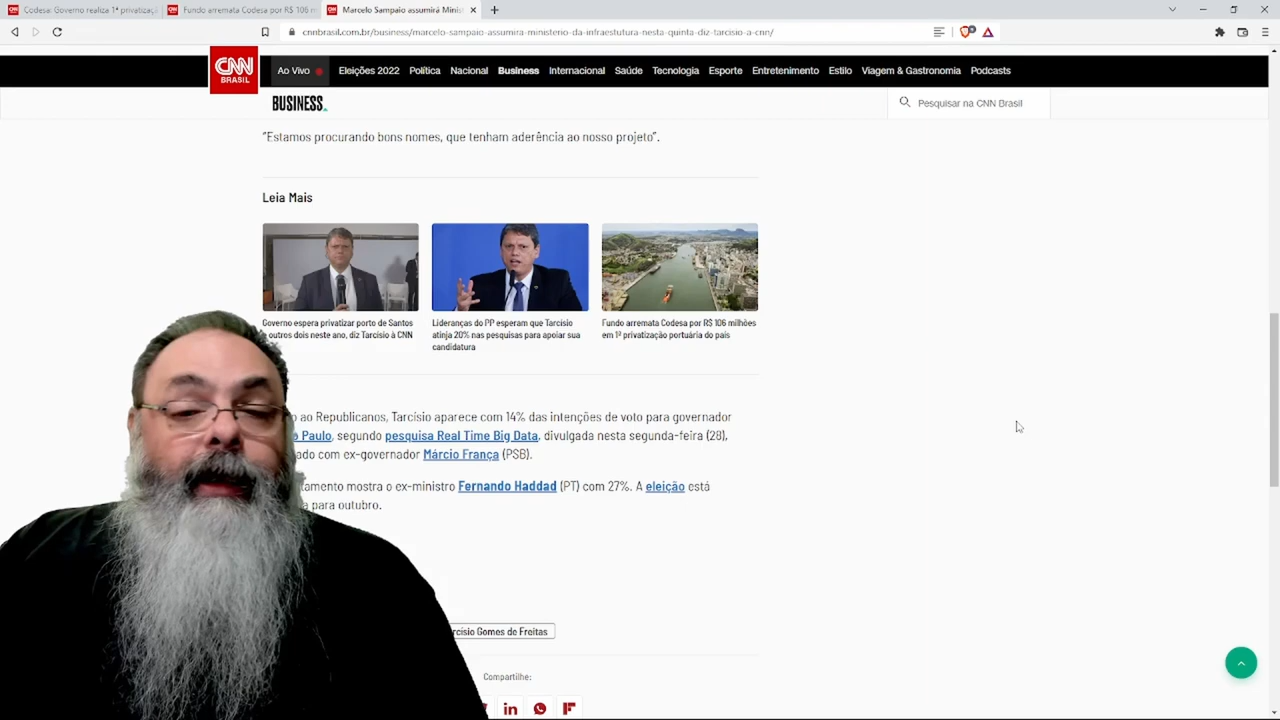 Codesa: Governo realiza 1ª privatizaçã
Fundo arremata Codesa por R$ 106 m
Marcelo Sampaio assumirá Minis
cnnbrasil.com.br/business/marcelo-sampaio-assumira-ministerio-da-infraestutura-nesta-quinta-diz-tarcisio-a-cnn/
CNN BRASIL
Ao Vivo
Eleições 2022
Política
Nacional
Business
Internacional
Saúde
Tecnologia
Esporte
Entretenimento
Estilo
Viagem & Gastronomia
Podcasts
BUSINESS
Pesquisar na CNN Brasil
“Estamos procurando bons nomes, que tenham aderência ao nosso projeto”.
Leia Mais
Governo espera privatizar porto de Santos
outros dois neste ano, diz Tarcísio à CNN
Lideranças do PP esperam que Tarcísio
atinja 20% nas pesquisas para apoiar sua
candidatura
Fundo arremata Codesa por R$ 106 milhões
em 1ª privatização portuária do país
ao Republicanos, Tarcísio aparece com 14% das intenções de voto para governador
Paulo, segundo pesquisa Real Time Big Data, divulgada nesta segunda-feira (28),
com ex-governador Márcio França (PSB).
mostra o ex-ministro Fernando Haddad (PT) com 27%. A eleição está
para outubro.
Gomes de Freitas
Compartilhe: